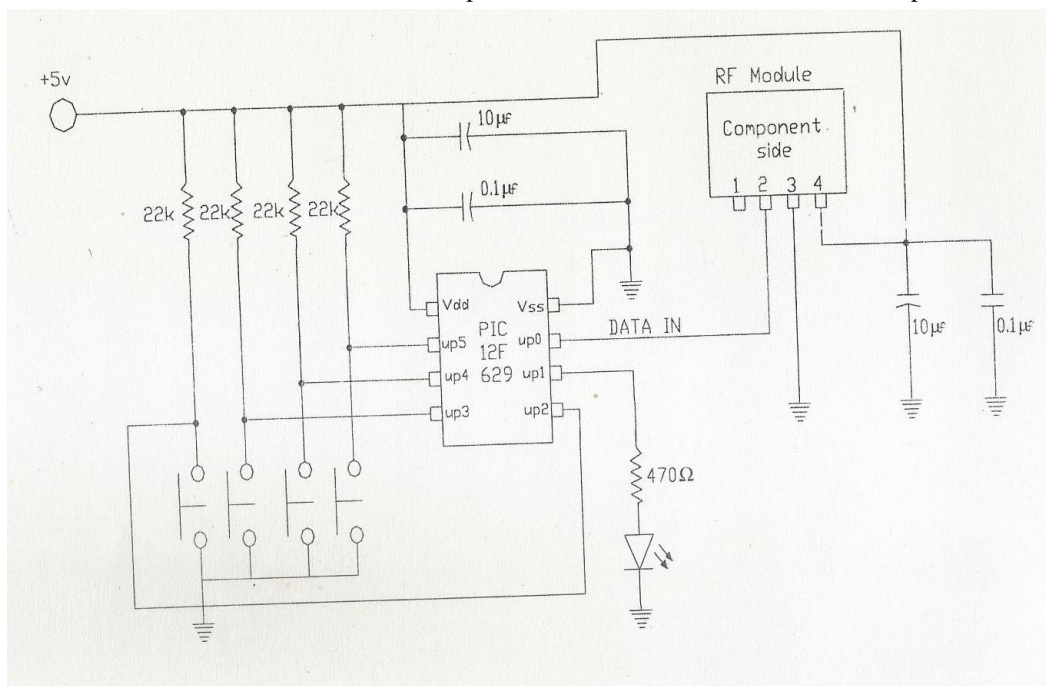 +5v
RF Module
Component
side
1 2 3 4
10µf
0.1µf
22k 22k 22k 22k
Vdd Vss
PIC
12F
629
up5 up0
up4 up1
up3 up2
DATA IN
10µf 0.1µf
470Ω